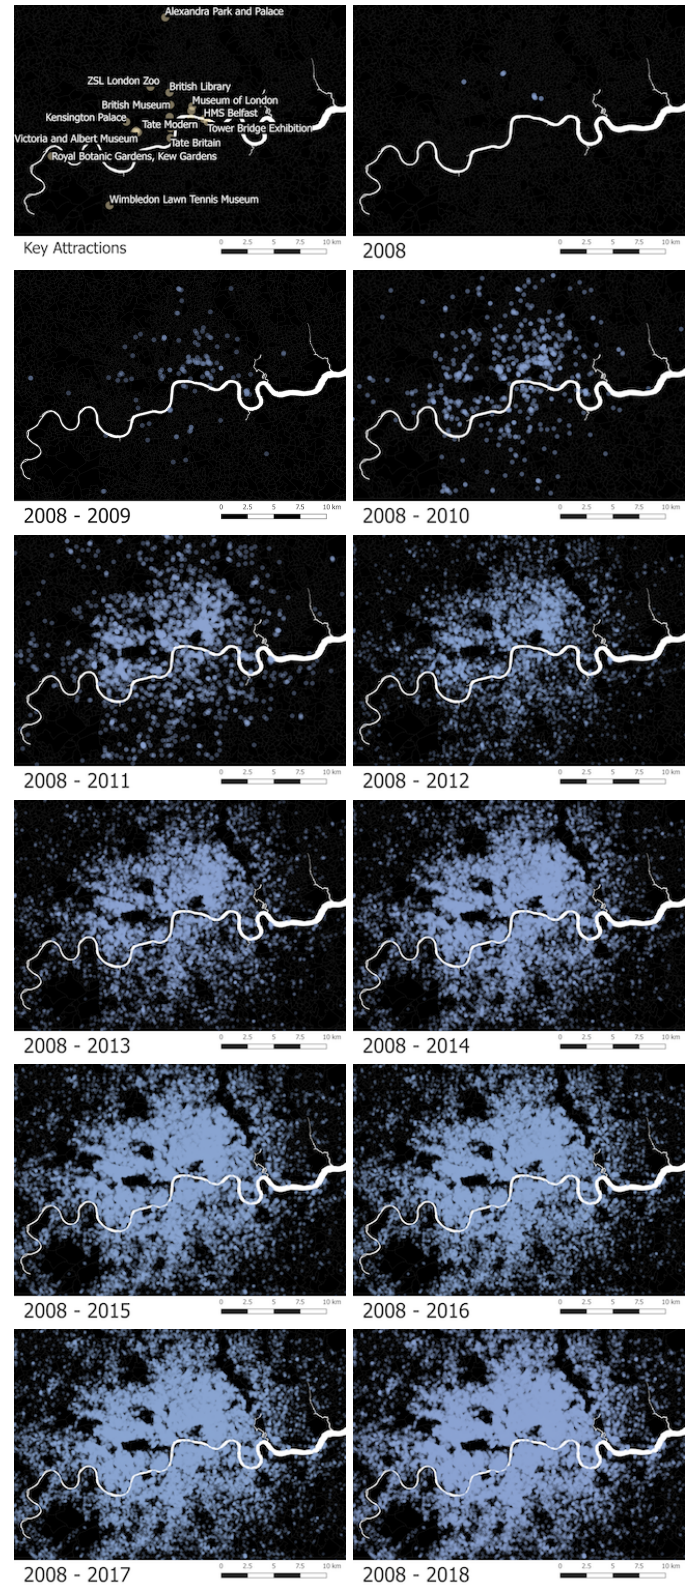 Alexandra Park and Palace
ZSL London Zoo
British Library
British Museum
Museum of London
Kensington Palace
HMS Belfast
Tate Modern
Tower Bridge Exhibition
Victoria and Albert Museum
Tate Britain
Royal Botanic Gardens, Kew Gardens
Wimbledon Lawn Tennis Museum
Key Attractions
0 2.5 5 7.5 10 km
2008
0 2.5 5 7.5 10 km
2008 - 2009
0 2.5 5 7.5 10 km
2008 - 2010
0 2.5 5 7.5 10 km
2008 - 2011
0 2.5 5 7.5 10 km
2008 - 2012
0 2.5 5 7.5 10 km
2008 - 2013
0 2.5 5 7.5 10 km
2008 - 2014
0 2.5 5 7.5 10 km
2008 - 2015
0 2.5 5 7.5 10 km
2008 - 2016
0 2.5 5 7.5 10 km
2008 - 2017
0 2.5 5 7.5 10 km
2008 - 2018
0 2.5 5 7.5 10 km